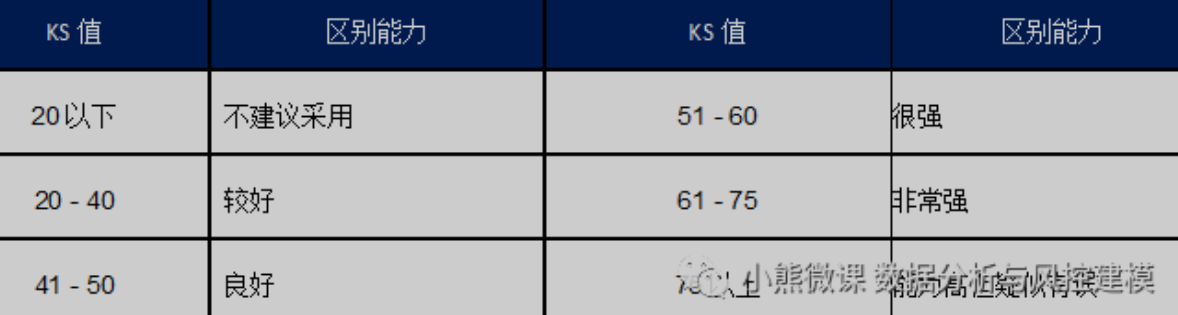 KS 值 区别能力 KS 值 区别能力
20以下 不建议采用 51 - 60 很强
20 - 40 较好 61 - 75 非常强
41 - 50 良好 以上
小熊微课 数据分析与风控建模